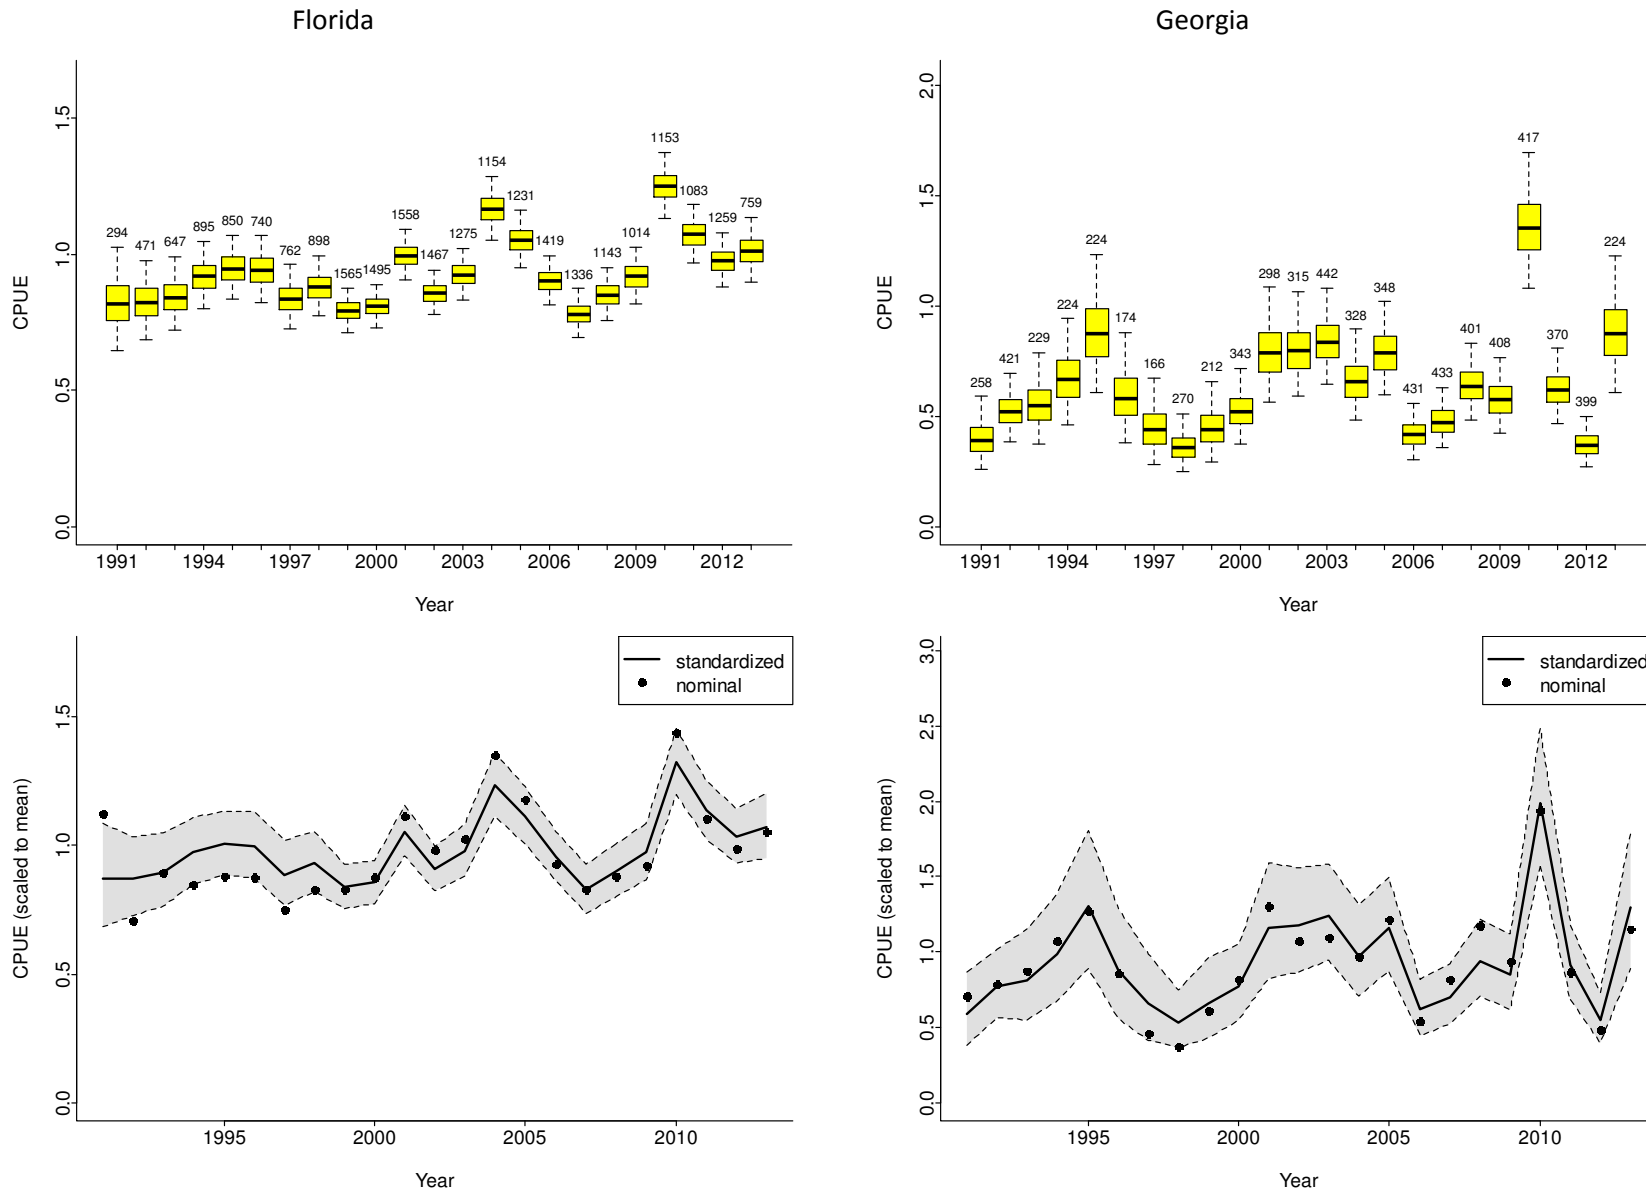 Florida
Georgia
CPUE
0.0 0.5 1.0 1.5
294 471 647 895 850 740 762 898 1565 1495 1558 1467 1275 1154 1231 1419 1336 1143 1014 1153 1083 1259 759
1991 1994 1997 2000 2003 2006 2009 2012
Year
CPUE
0.0 0.5 1.0 1.5 2.0
258 421 229 224 224 174 166 270 212 343 298 315 442 328 348 431 433 401 408 417 370 399 224
1991 1994 1997 2000 2003 2006 2009 2012
Year
CPUE (scaled to mean)
0.0 0.5 1.0 1.5
standardized
nominal
1995 2000 2005 2010
Year
CPUE (scaled to mean)
0.0 0.5 1.0 1.5 2.0 2.5 3.0
standardized
nominal
1995 2000 2005 2010
Year